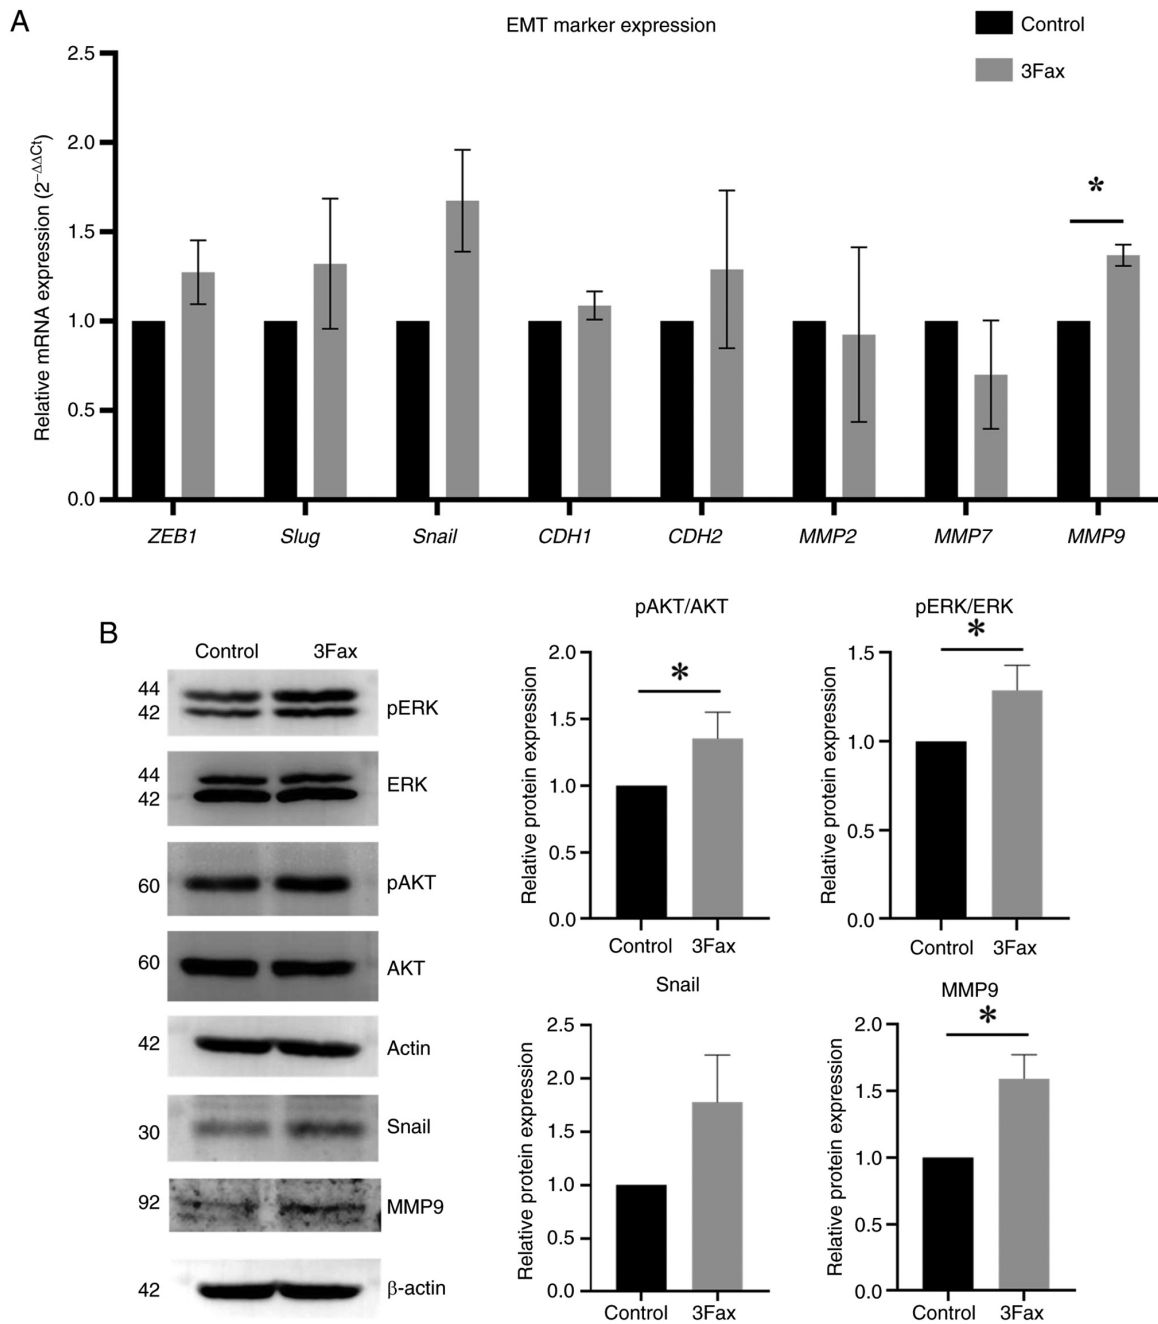 A
EMT marker expression
Control
3Fax
Relative mRNA expression (2⁻ΔΔCt)
2.5
2.0
1.5
1.0
0.5
0.0
ZEB1 Slug Snail CDH1 CDH2 MMP2 MMP7 MMP9
*
B
Control 3Fax
44
42
pERK
44
42
ERK
60
pAKT
60
AKT
42
Actin
30
Snail
92
MMP9
42
β-actin
pAKT/AKT
*
Relative protein expression
2.0
1.5
1.0
0.5
0.0
Control 3Fax
pERK/ERK
*
Relative protein expression
1.5
1.0
0.5
0.0
Control 3Fax
Snail
Relative protein expression
2.5
2.0
1.5
1.0
0.5
0.0
Control 3Fax
MMP9
*
Relative protein expression
2.0
1.5
1.0
0.5
0.0
Control 3Fax